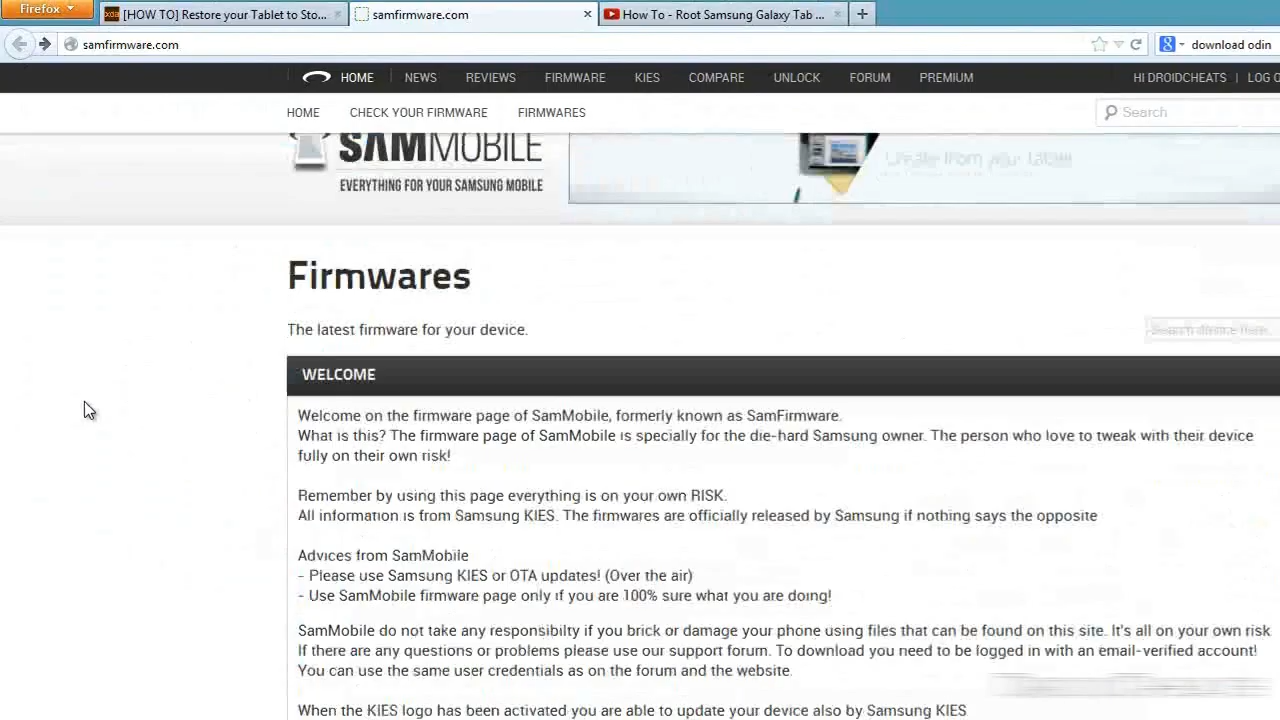 Firefox
[HOW TO] Restore your Tablet to Sto...
samfirmware.com
How To - Root Samsung Galaxy Tab ...
samfirmware.com
download odin
HOME NEWS REVIEWS FIRMWARE KIES COMPARE UNLOCK FORUM PREMIUM HI DROIDCHEATS | LOG O
HOME CHECK YOUR FIRMWARE FIRMWARES Search
SAMMOBILE
EVERYTHING FOR YOUR SAMSUNG MOBILE
Create from your tablet
Firmwares
The latest firmware for your device.
Search device here..
WELCOME
Welcome on the firmware page of SamMobile, formerly known as SamFirmware.
What is this? The firmware page of SamMobile is specially for the die-hard Samsung owner. The person who love to tweak with their device
fully on their own risk!
Remember by using this page everything is on your own RISK.
All information is from Samsung KIES. The firmwares are officially released by Samsung if nothing says the opposite
Advices from SamMobile
- Please use Samsung KIES or OTA updates! (Over the air)
- Use SamMobile firmware page only if you are 100% sure what you are doing!
SamMobile do not take any responsibilty if you brick or damage your phone using files that can be found on this site. It's all on your own risk
If there are any questions or problems please use our support forum. To download you need to be logged in with an email-verified account!
You can use the same user credentials as on the forum and the website.
When the KIES logo has been activated you are able to update your device also by Samsung KIES